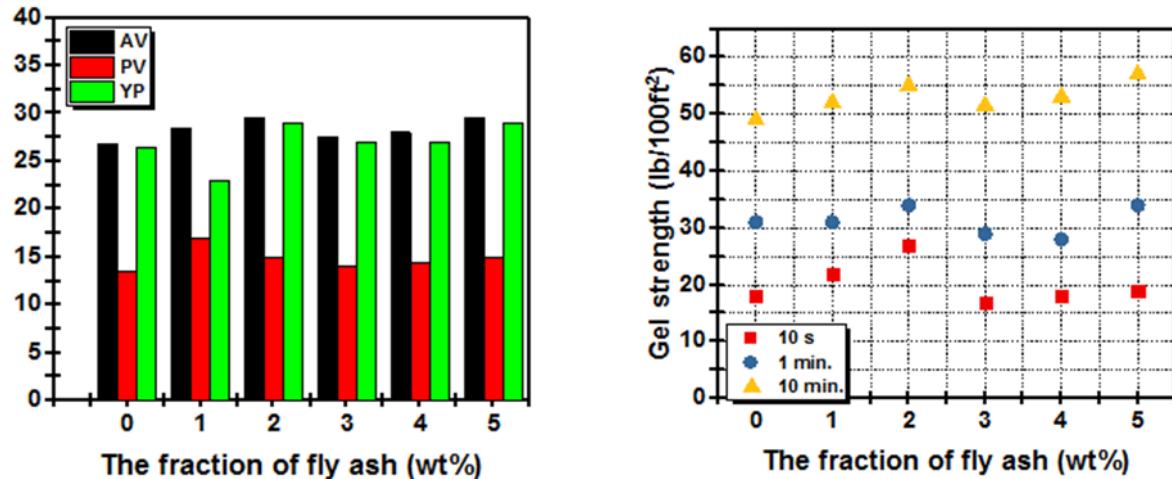 40
35
30
25
20
15
10
5
0
AV
PV
YP
0 1 2 3 4 5
The fraction of fly ash (wt%)
Gel strength (lb/100ft²)
60
50
40
30
20
10
0
10 s
1 min.
10 min.
0 1 2 3 4 5
The fraction of fly ash (wt%)